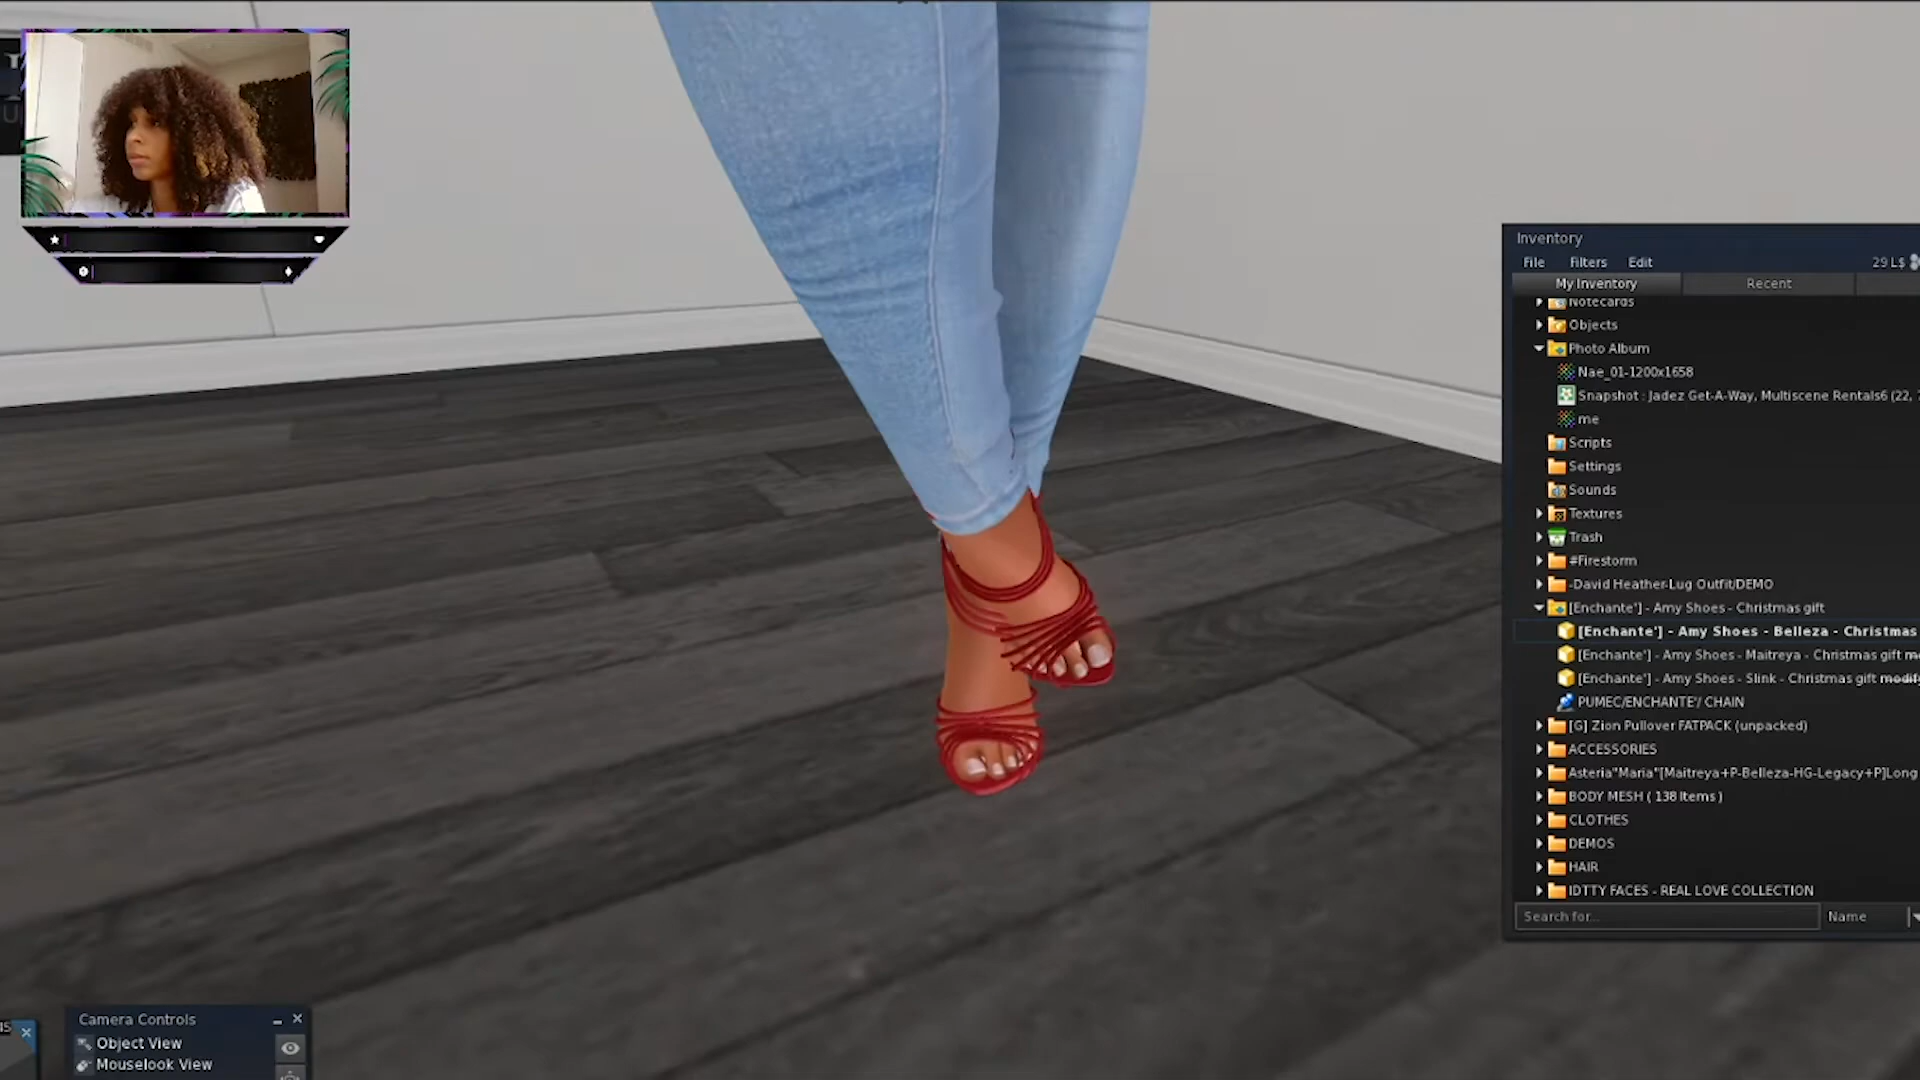 Inventory
File Filters Edit 29 L$
My Inventory Recent
Notecards
Objects
Photo Album
Nae_01-1200x1658
Snapshot : Jadez Get-A-Way, Multiscene Rentals6 (22,
me
Scripts
Settings
Sounds
Textures
Trash
#Firestorm
-David Heather-Lug Outfit/DEMO
[Enchante'] - Amy Shoes - Christmas gift
[Enchante'] - Amy Shoes - Belleza - Christmas
[Enchante'] - Amy Shoes - Maitreya - Christmas gift
[Enchante'] - Amy Shoes - Slink - Christmas gift modify
PUMEC/ENCHANTE'/ CHAIN
[G] Zion Pullover FATPACK (unpacked)
ACCESSORIES
Asteria"Maria"[Maitreya+P-Belleza-HG-Legacy+P]Long
BODY MESH ( 138 Items )
CLOTHES
DEMOS
HAIR
IDTTY FACES - REAL LOVE COLLECTION
Search for... Name
Camera Controls
Object View
Mouselook View